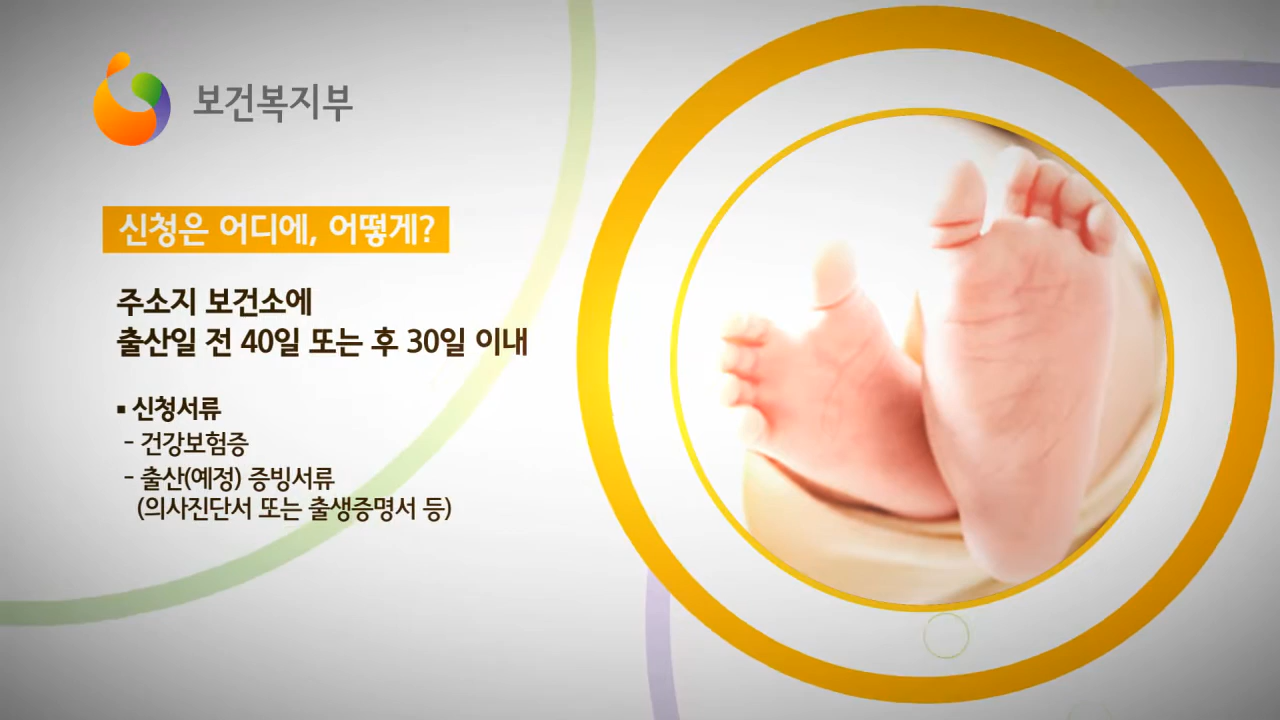 보건복지부
신청은 어디에, 어떻게?
주소지 보건소에
출산일 전 40일 또는 후 30일 이내
▪ 신청서류
- 건강보험증
- 출산(예정) 증빙서류
(의사진단서 또는 출생증명서 등)